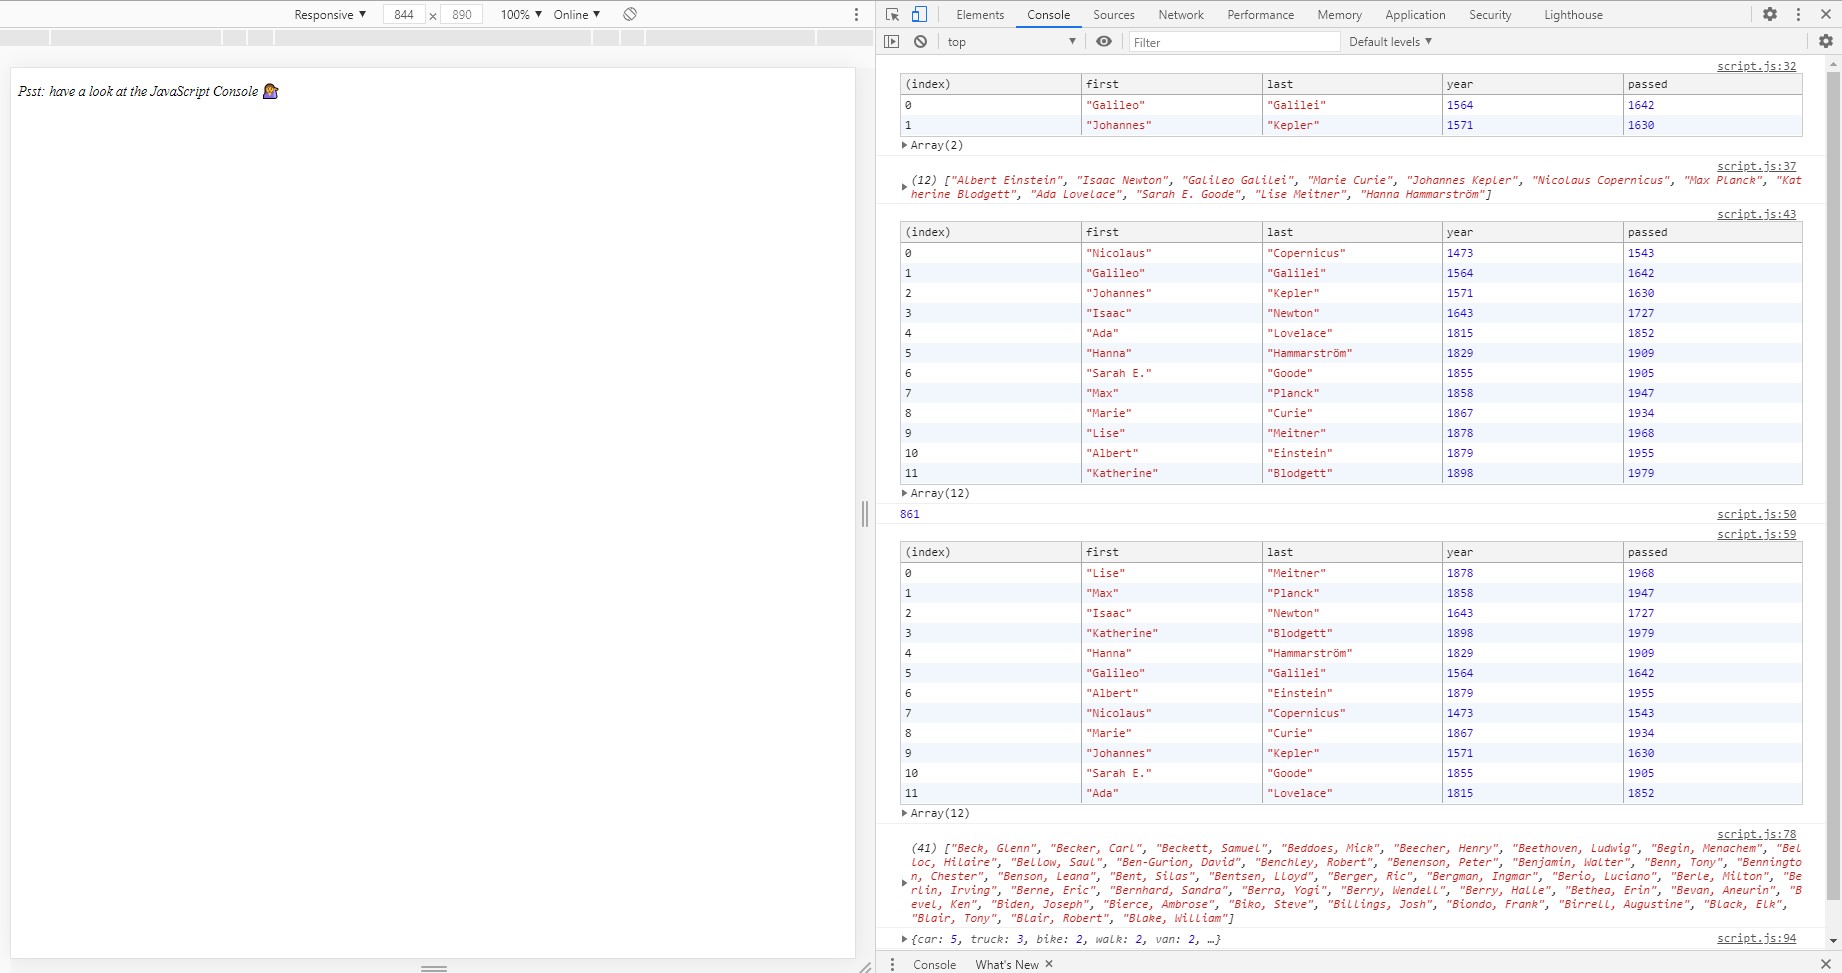 Responsive ▼ 844 × 890 100% ▼ Online ▼
Elements Console Sources Network Performance Memory Application Security Lighthouse
top ▼ Filter Default levels ▼
Psst: have a look at the JavaScript Console 💁
script.js:32
(index) first last year passed
0 "Galileo" "Galilei" 1564 1642
1 "Johannes" "Kepler" 1571 1630
▶ Array(2)
script.js:37
(12) ["Albert Einstein", "Isaac Newton", "Galileo Galilei", "Marie Curie", "Johannes Kepler", "Nicolaus Copernicus", "Max Planck", "Kat
herine Blodgett", "Ada Lovelace", "Sarah E. Goode", "Lise Meitner", "Hanna Hammarström"]
script.js:43
(index) first last year passed
0 "Nicolaus" "Copernicus" 1473 1543
1 "Galileo" "Galilei" 1564 1642
2 "Johannes" "Kepler" 1571 1630
3 "Isaac" "Newton" 1643 1727
4 "Ada" "Lovelace" 1815 1852
5 "Hanna" "Hammarström" 1829 1909
6 "Sarah E." "Goode" 1855 1905
7 "Max" "Planck" 1858 1947
8 "Marie" "Curie" 1867 1934
9 "Lise" "Meitner" 1878 1968
10 "Albert" "Einstein" 1879 1955
11 "Katherine" "Blodgett" 1898 1979
▶ Array(12)
861 script.js:50
script.js:59
(index) first last year passed
0 "Lise" "Meitner" 1878 1968
1 "Max" "Planck" 1858 1947
2 "Isaac" "Newton" 1643 1727
3 "Katherine" "Blodgett" 1898 1979
4 "Hanna" "Hammarström" 1829 1909
5 "Galileo" "Galilei" 1564 1642
6 "Albert" "Einstein" 1879 1955
7 "Nicolaus" "Copernicus" 1473 1543
8 "Marie" "Curie" 1867 1934
9 "Johannes" "Kepler" 1571 1630
10 "Sarah E." "Goode" 1855 1905
11 "Ada" "Lovelace" 1815 1852
▶ Array(12)
script.js:78
(41) ["Beck, Glenn", "Becker, Carl", "Beckett, Samuel", "Beddoes, Mick", "Beecher, Henry", "Beethoven, Ludwig", "Begin, Menachem", "Bel
loc, Hilaire", "Bellow, Saul", "Ben-Gurion, David", "Benchley, Robert", "Benenson, Peter", "Benjamin, Walter", "Benn, Tony", "Benningto
n, Chester", "Benson, Leana", "Bent, Silas", "Bentsen, Lloyd", "Berger, Ric", "Bergman, Ingmar", "Berio, Luciano", "Berle, Milton", "Be
rlin, Irving", "Berne, Eric", "Bernhard, Sandra", "Berra, Yogi", "Berry, Wendell", "Berry, Halle", "Bethea, Erin", "Bevan, Aneurin", "B
evel, Ken", "Biden, Joseph", "Bierce, Ambrose", "Biko, Steve", "Billings, Josh", "Biondo, Frank", "Birrell, Augustine", "Black, Elk",
"Blair, Tony", "Blair, Robert", "Blake, William"]
▶ {car: 5, truck: 3, bike: 2, walk: 2, van: 2, …} script.js:94
Console What's New ×